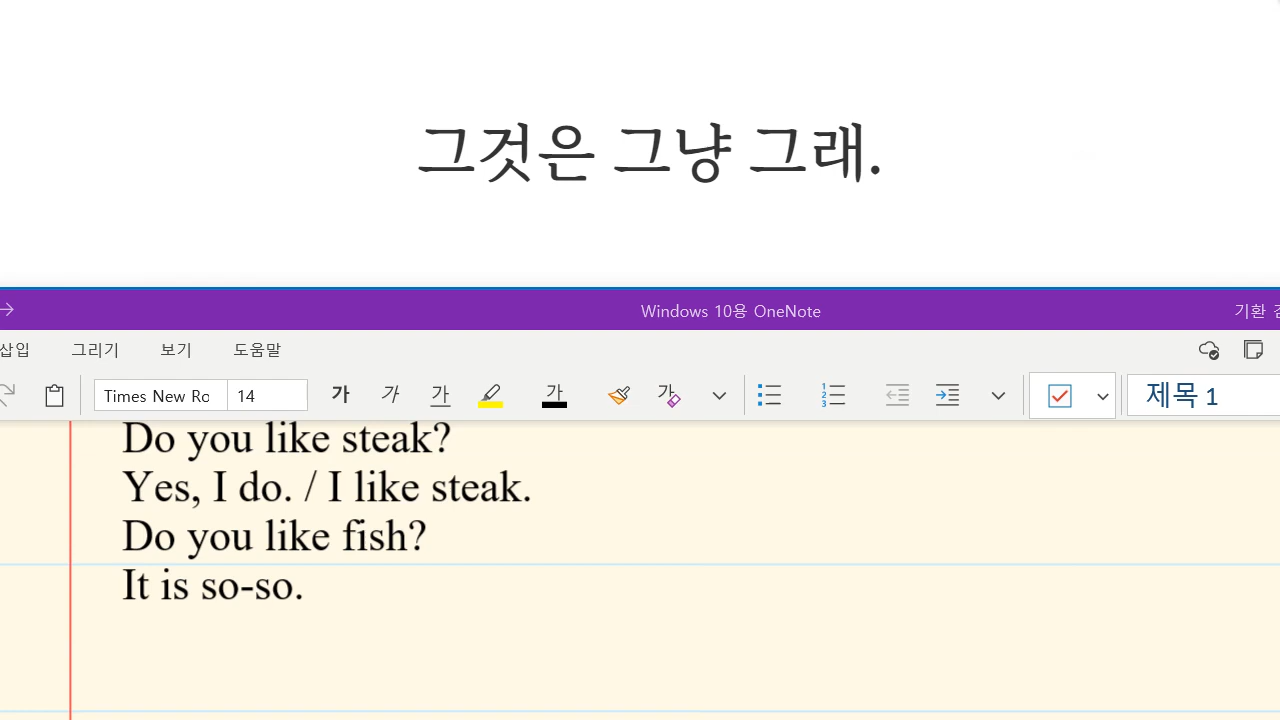 그것은 그냥 그래.
Windows 10용 OneNote
기환
삽입 그리기 보기 도움말
Times New Ro 14 가 가 가 가 가 제목 1
Do you like steak?
Yes, I do. / I like steak.
Do you like fish?
It is so-so.